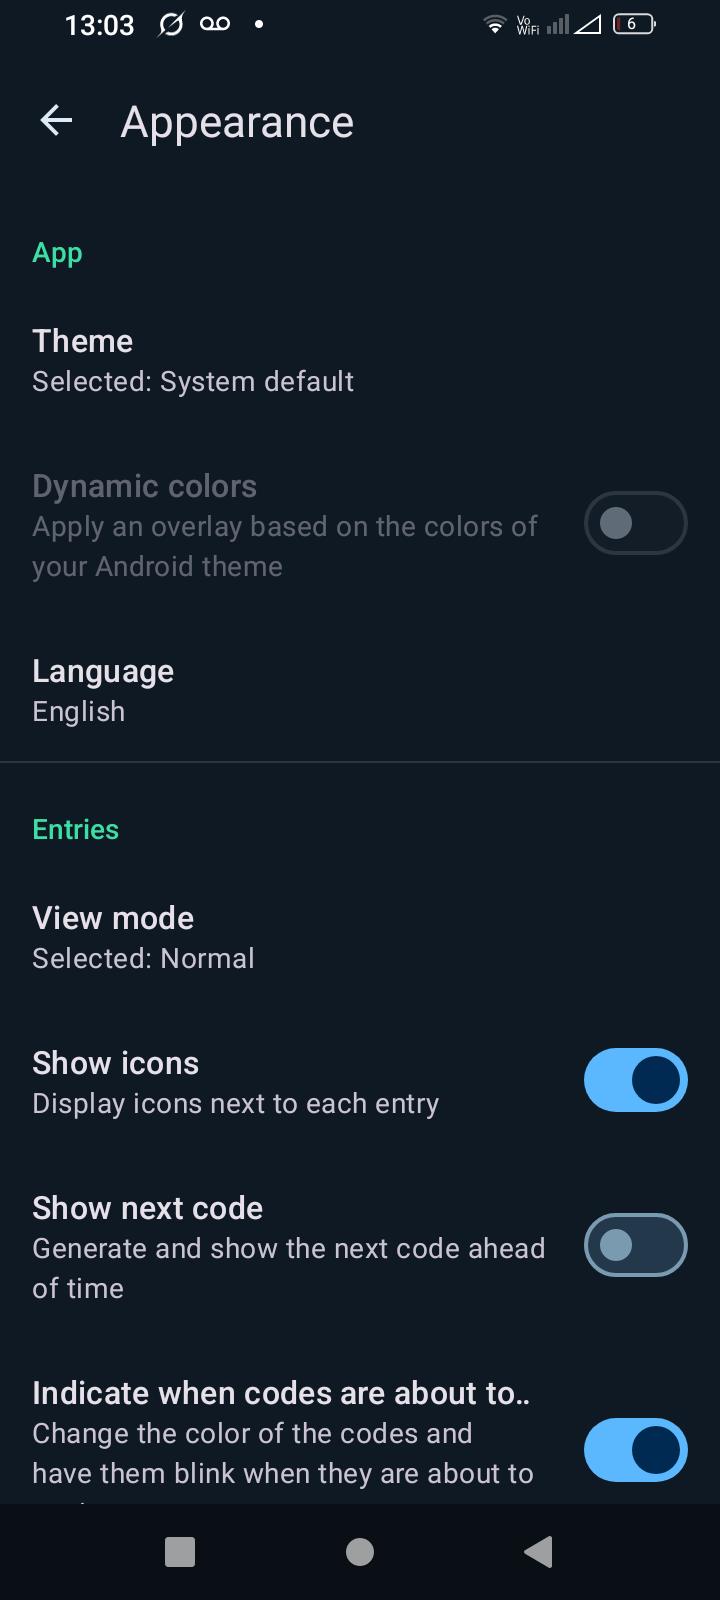 13:03
Vo
WiFi
6
Appearance
App
Theme
Selected: System default
Dynamic colors
Apply an overlay based on the colors of
your Android theme
Language
English
Entries
View mode
Selected: Normal
Show icons
Display icons next to each entry
Show next code
Generate and show the next code ahead
of time
Indicate when codes are about to..
Change the color of the codes and
have them blink when they are about to